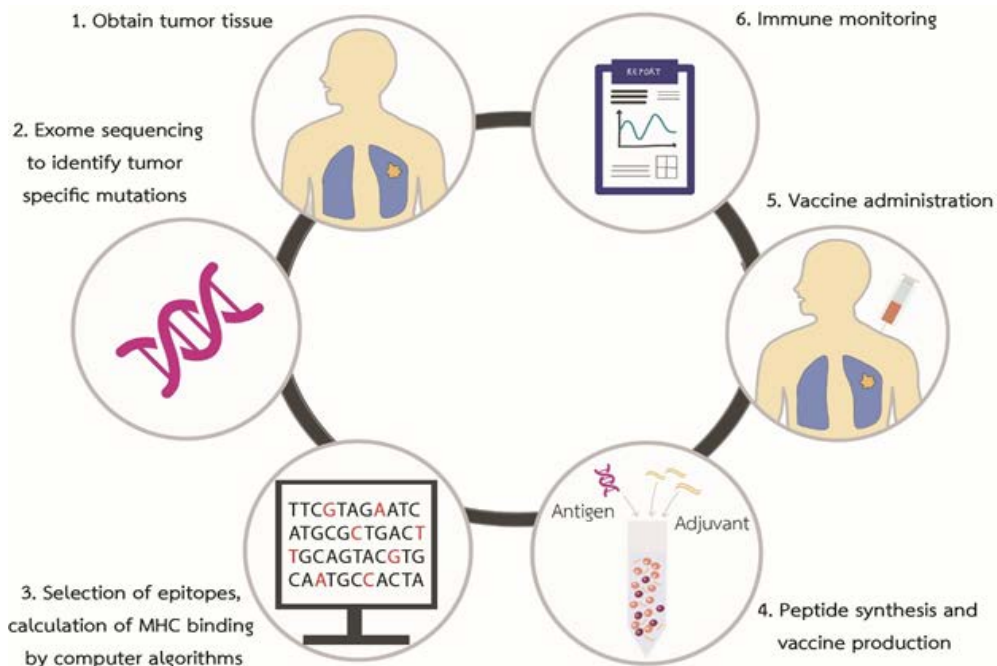 1. Obtain tumor tissue
2. Exome sequencing
to identify tumor
specific mutations
TTCGTAGAATC
ATGCGCTGACT
TTGCAGTACGTG
CAATGCCACTA
3. Selection of epitopes,
calculation of MHC binding
by computer algorithms
Antigen
Adjuvant
4. Peptide synthesis and
vaccine production
5. Vaccine administration
6. Immune monitoring
REPORT